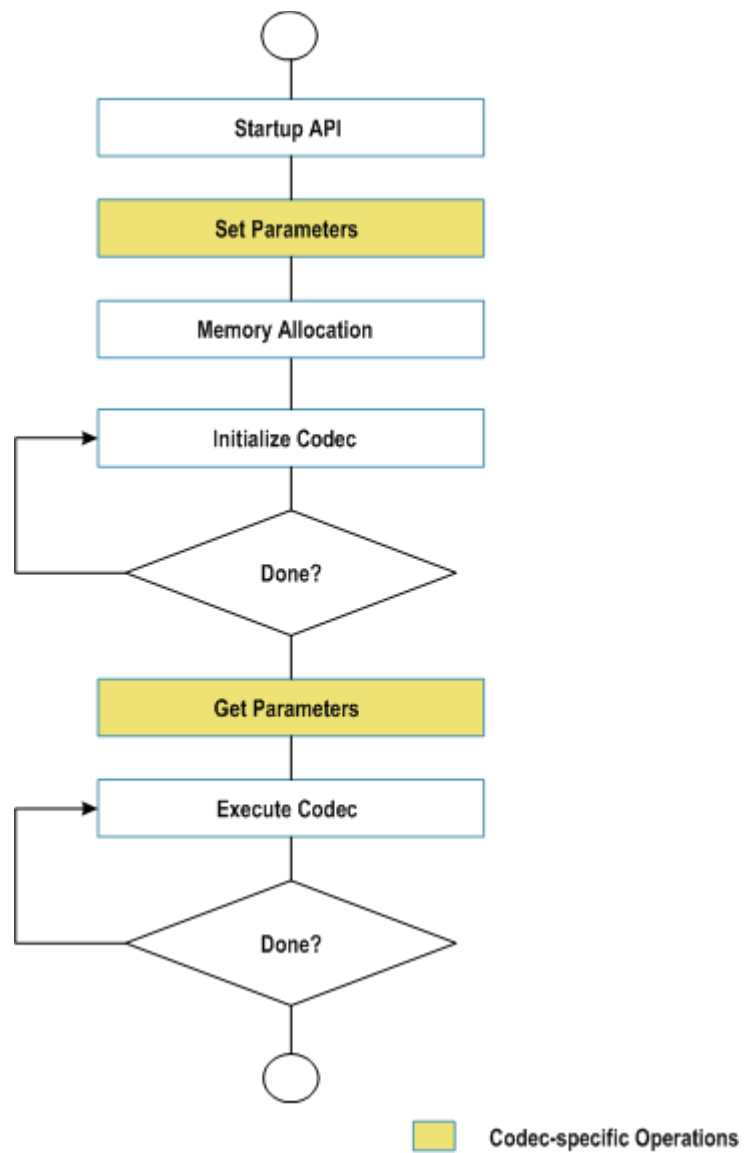 Startup API
Set Parameters
Memory Allocation
Initialize Codec
Done?
Get Parameters
Execute Codec
Done?
Codec-specific Operations